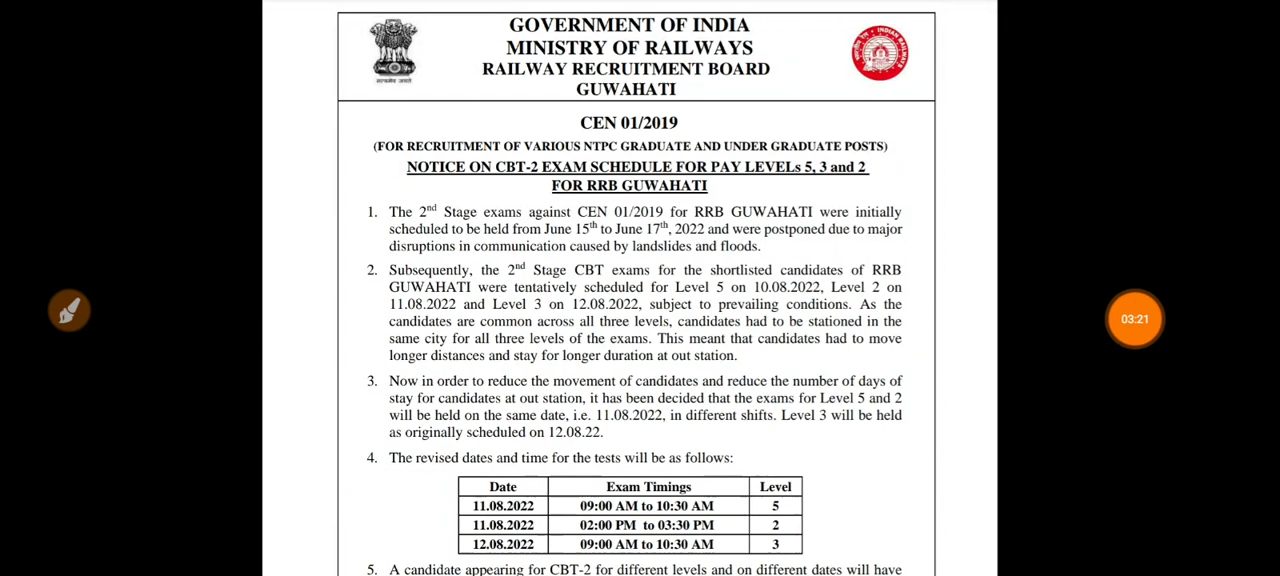 GOVERNMENT OF INDIA
MINISTRY OF RAILWAYS
RAILWAY RECRUITMENT BOARD
GUWAHATI
सत्यमेव जयते
INDIAN RAILWAYS
CEN 01/2019
(FOR RECRUITMENT OF VARIOUS NTPC GRADUATE AND UNDER GRADUATE POSTS)
NOTICE ON CBT-2 EXAM SCHEDULE FOR PAY LEVELs 5, 3 and 2
FOR RRB GUWAHATI
1. The 2nd Stage exams against CEN 01/2019 for RRB GUWAHATI were initially
scheduled to be held from June 15th to June 17th, 2022 and were postponed due to major
disruptions in communication caused by landslides and floods.
2. Subsequently, the 2nd Stage CBT exams for the shortlisted candidates of RRB
GUWAHATI were tentatively scheduled for Level 5 on 10.08.2022, Level 2 on
11.08.2022 and Level 3 on 12.08.2022, subject to prevailing conditions. As the
candidates are common across all three levels, candidates had to be stationed in the
same city for all three levels of the exams. This meant that candidates had to move
longer distances and stay for longer duration at out station.
3. Now in order to reduce the movement of candidates and reduce the number of days of
stay for candidates at out station, it has been decided that the exams for Level 5 and 2
will be held on the same date, i.e. 11.08.2022, in different shifts. Level 3 will be held
as originally scheduled on 12.08.22.
4. The revised dates and time for the tests will be as follows:
Date Exam Timings Level
11.08.2022 09:00 AM to 10:30 AM 5
11.08.2022 02:00 PM to 03:30 PM 2
12.08.2022 09:00 AM to 10:30 AM 3
5. A candidate appearing for CBT-2 for different levels and on different dates will have
03:21